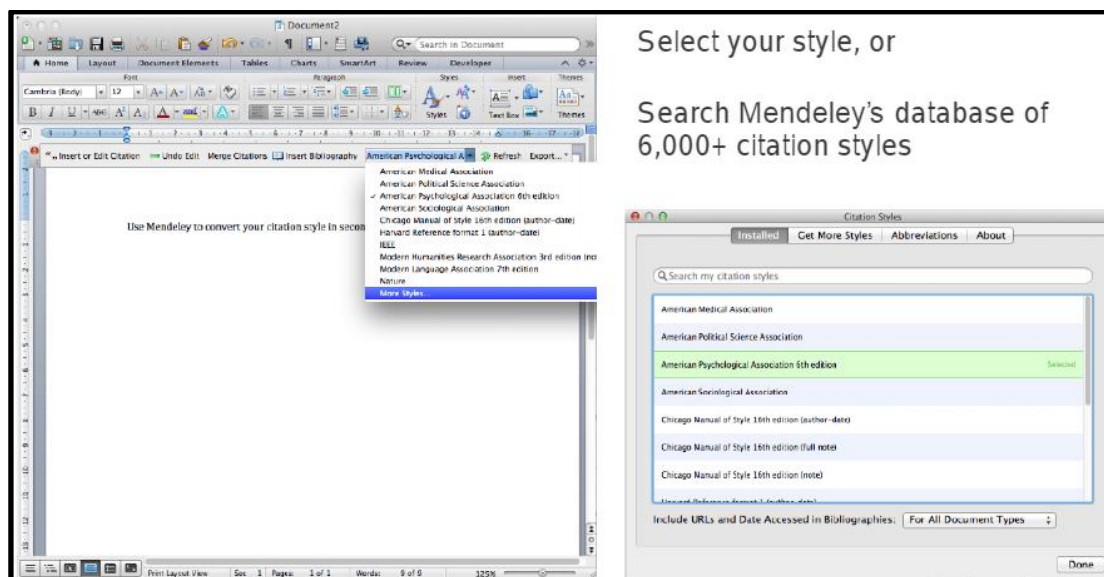 Document2
Search in Document
Home Layout Document Elements Tables Charts SmartArt Review Developer
Font Paragraph Styles Insert Themes
Cambria (Body) 12
Styles Text Box Themes
Insert or Edit Citation Undo Edit Merge Citations Insert Bibliography American Psychological A Refresh Export...
American Medical Association
American Political Science Association
✓ American Psychological Association 6th edition
American Sociological Association
Chicago Manual of Style 16th edition (author-date)
Harvard Reference format 1 (author-date)
IEEE
Modern Humanities Research Association 3rd edition
Modern Language Association 7th edition
Nature
More Styles...
Use Mendeley to convert your citation style in
Print Layout View Sec 1 Pages: 1 of 1 Words: 9 of 9 125%
Select your style, or
Search Mendeley's database of
6,000+ citation styles
Citation Styles
Installed Get More Styles Abbreviations About
Search my citation styles
American Medical Association
American Political Science Association
American Psychological Association 6th edition Selected
American Sociological Association
Chicago Manual of Style 16th edition (author-date)
Chicago Manual of Style 16th edition (full note)
Chicago Manual of Style 16th edition (note)
Harvard Reference format 1 (author-date)
Include URLs and Date Accessed in Bibliographies: For All Document Types
Done